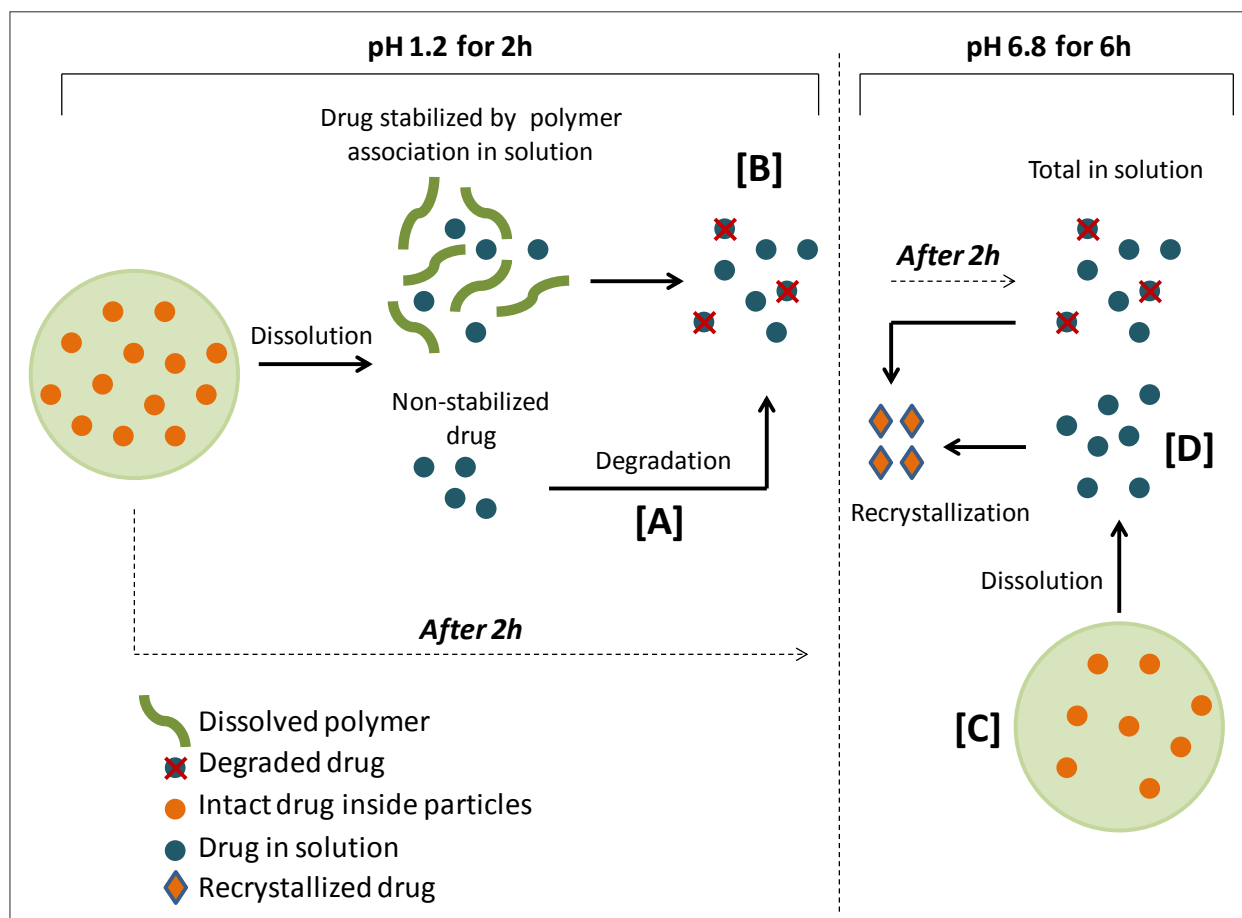 pH 1.2 for 2h
pH 6.8 for 6h
Drug stabilized by polymer
association in solution
[B]
Total in solution
After 2h
Dissolution
Non-stabilized
drug
Degradation
[A]
[D]
Recrystallization
Dissolution
After 2h
[C]
Dissolved polymer
Degraded drug
Intact drug inside particles
Drug in solution
Recrystallized drug